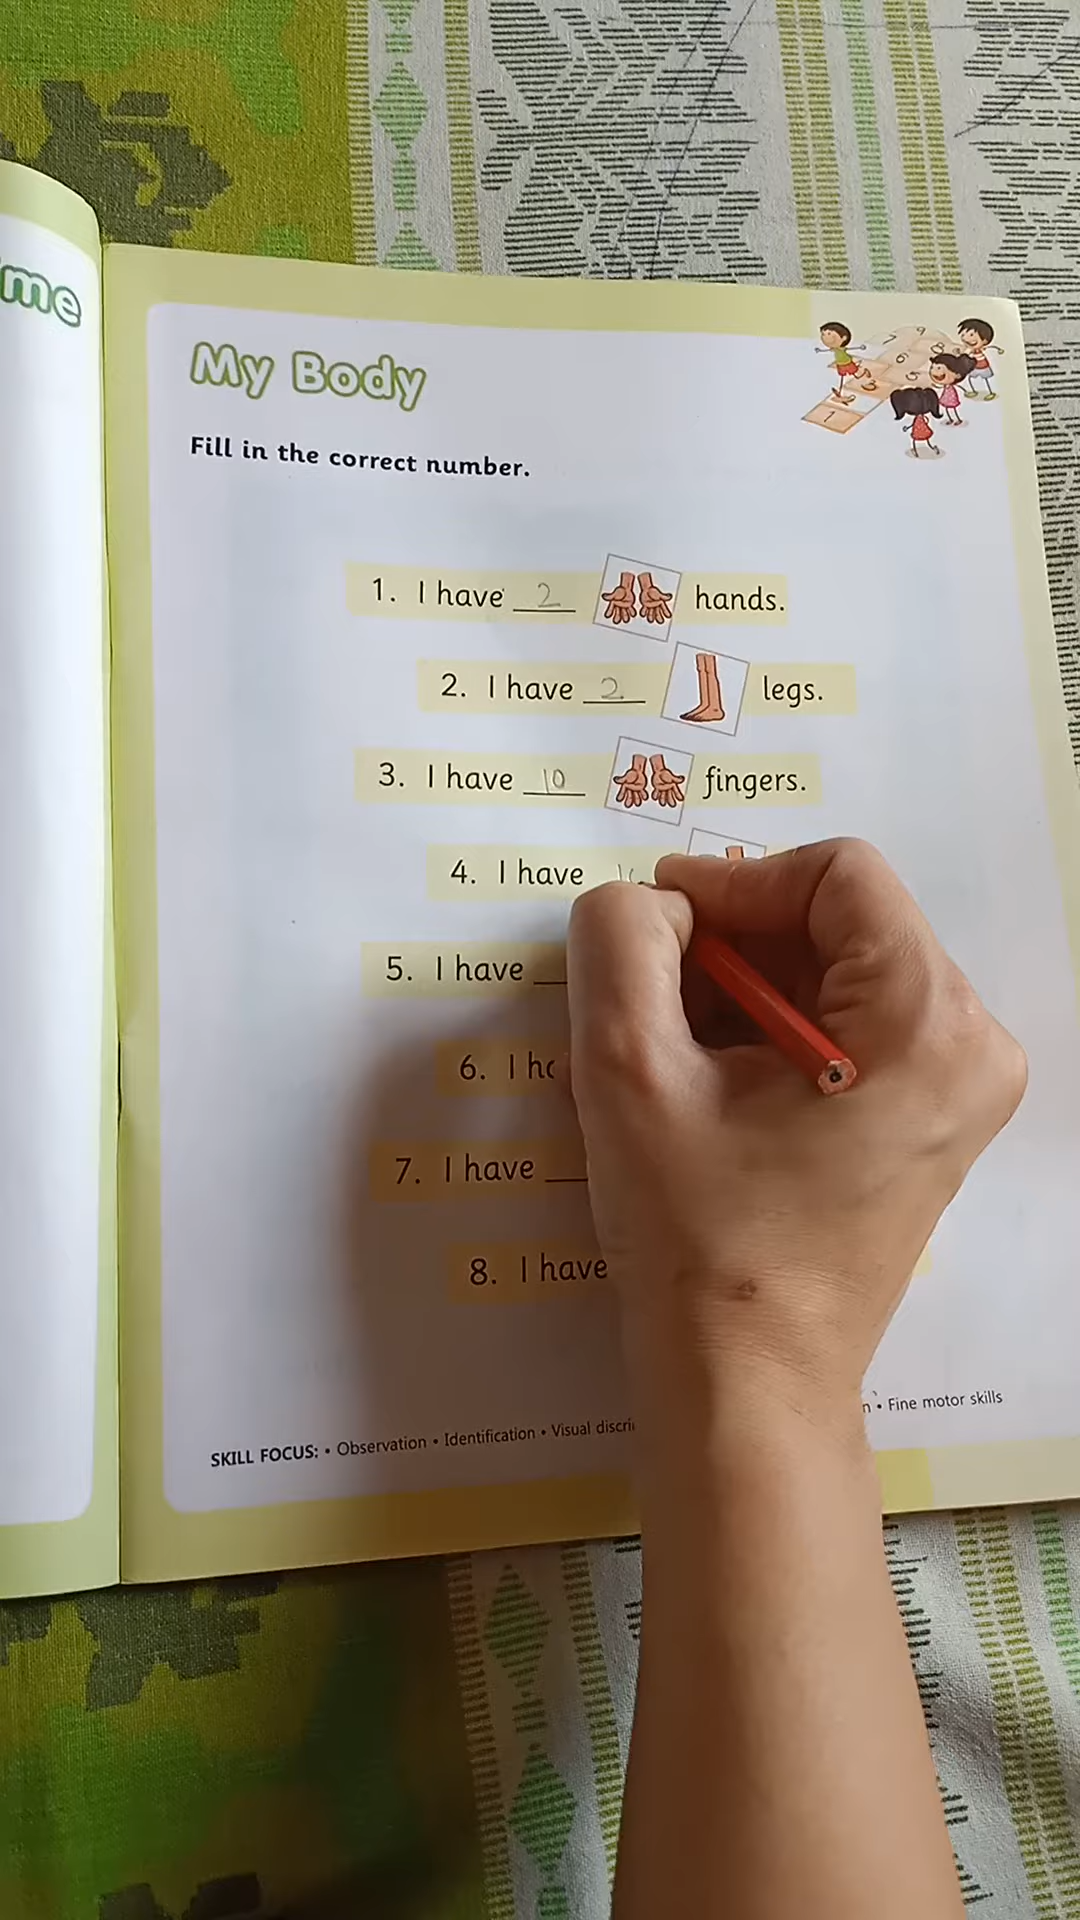 me
My Body
Fill in the correct number.
1. I have 2 hands.
2. I have 2 legs.
3. I have 10 fingers.
4. I have
5. I have
6. I
7. I have
8. I have
SKILL FOCUS: • Observation • Identification • Visual • Fine motor skills